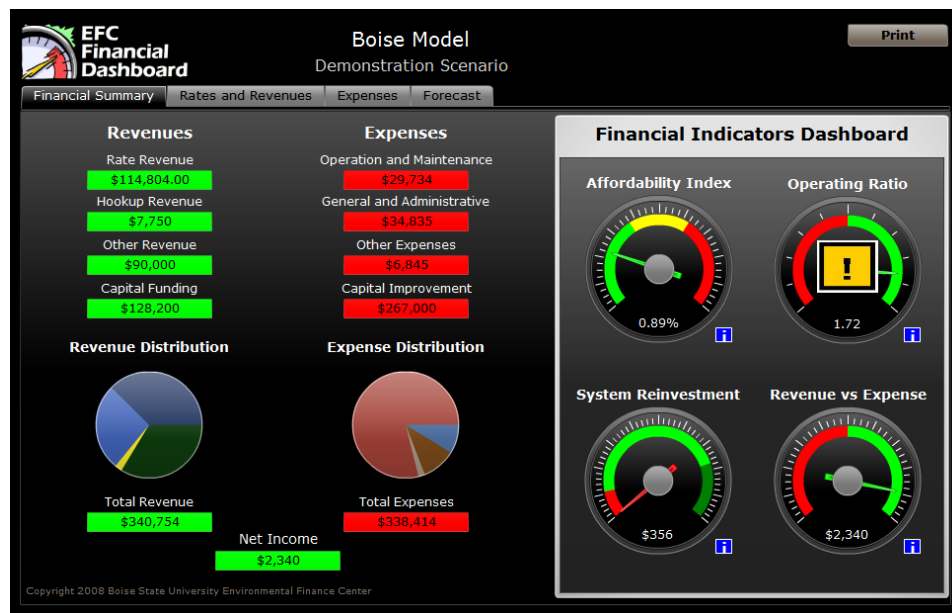 EFC
Financial
Dashboard
Boise Model
Demonstration Scenario
Print
Financial Summary
Rates and Revenues
Expenses
Forecast
Revenues
Rate Revenue
$114,804.00
Hookup Revenue
$7,750
Other Revenue
$90,000
Capital Funding
$128,200
Expenses
Operation and Maintenance
$29,734
General and Administrative
$34,835
Other Expenses
$6,845
Capital Improvement
$267,000
Revenue Distribution
Expense Distribution
Total Revenue
$340,754
Total Expenses
$338,414
Net Income
$2,340
Copyright 2008 Boise State University Environmental Finance Center
Financial Indicators Dashboard
Affordability Index
0.89%
i
Operating Ratio
!
1.72
i
System Reinvestment
$356
i
Revenue vs Expense
$2,340
i